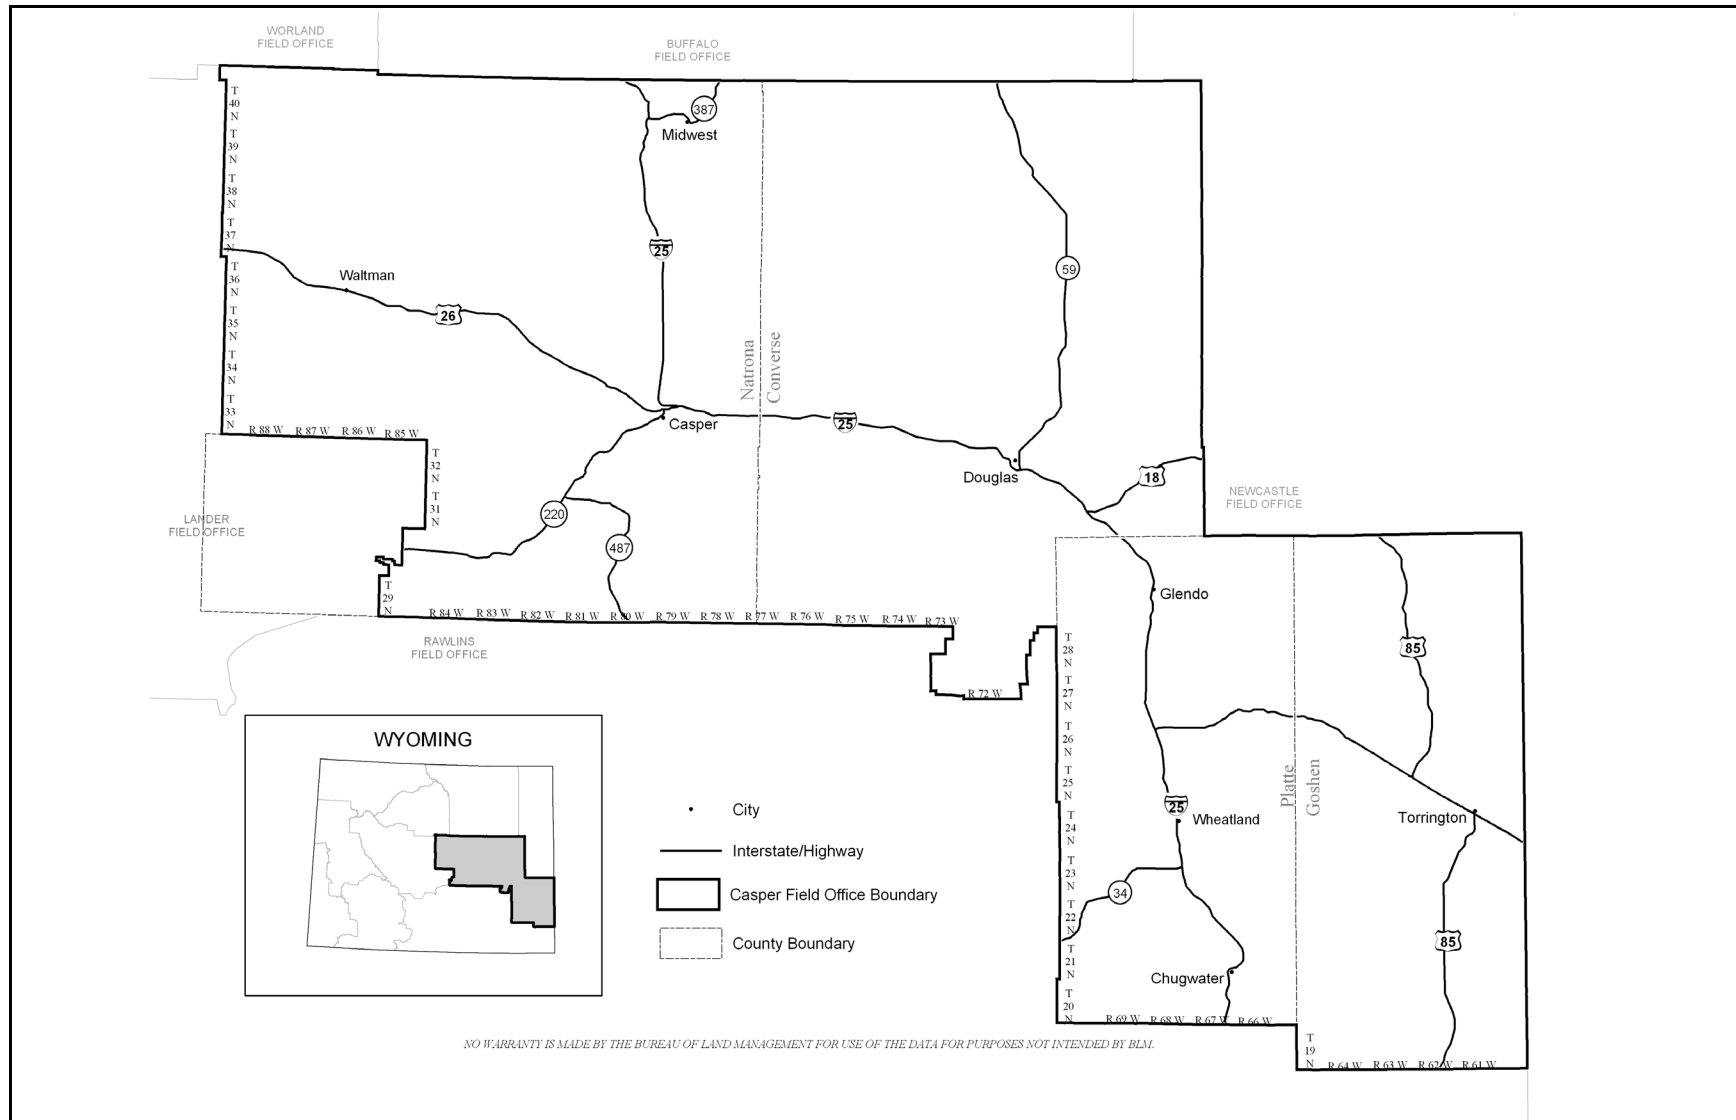 WORLAND
FIELD OFFICE
BUFFALO
FIELD OFFICE
T
40
N
T
39
N
T
38
N
T
37
N
T
36
N
T
35
N
T
34
N
T
33
N
387
Midwest
25
59
Waltman
26
Natrona
Converse
Casper
25
Douglas
18
R 88 W R 87 W R 86 W R 85 W
T
32
N
T
31
N
NEWCASTLE
FIELD OFFICE
LANDER
FIELD OFFICE
220
487
T
29
N
R 84 W R 83 W R 82 W R 81 W R 80 W R 79 W R 78 W R 77 W R 76 W R 75 W R 74 W R 73 W
RAWLINS
FIELD OFFICE
R 72 W
Glendo
85
T
28
N
T
27
N
T
26
N
T
25
N
T
24
N
T
23
N
T
22
N
T
21
N
T
20
N
Platte
Goshen
25
Wheatland
Torrington
34
85
Chugwater
R 69 W R 68 W R 67 W R 66 W
T
19
N
R 64 W R 63 W R 62 W R 61 W
WYOMING
City
Interstate/Highway
Casper Field Office Boundary
County Boundary
NO WARRANTY IS MADE BY THE BUREAU OF LAND MANAGEMENT FOR USE OF THE DATA FOR PURPOSES NOT INTENDED BY BLM.